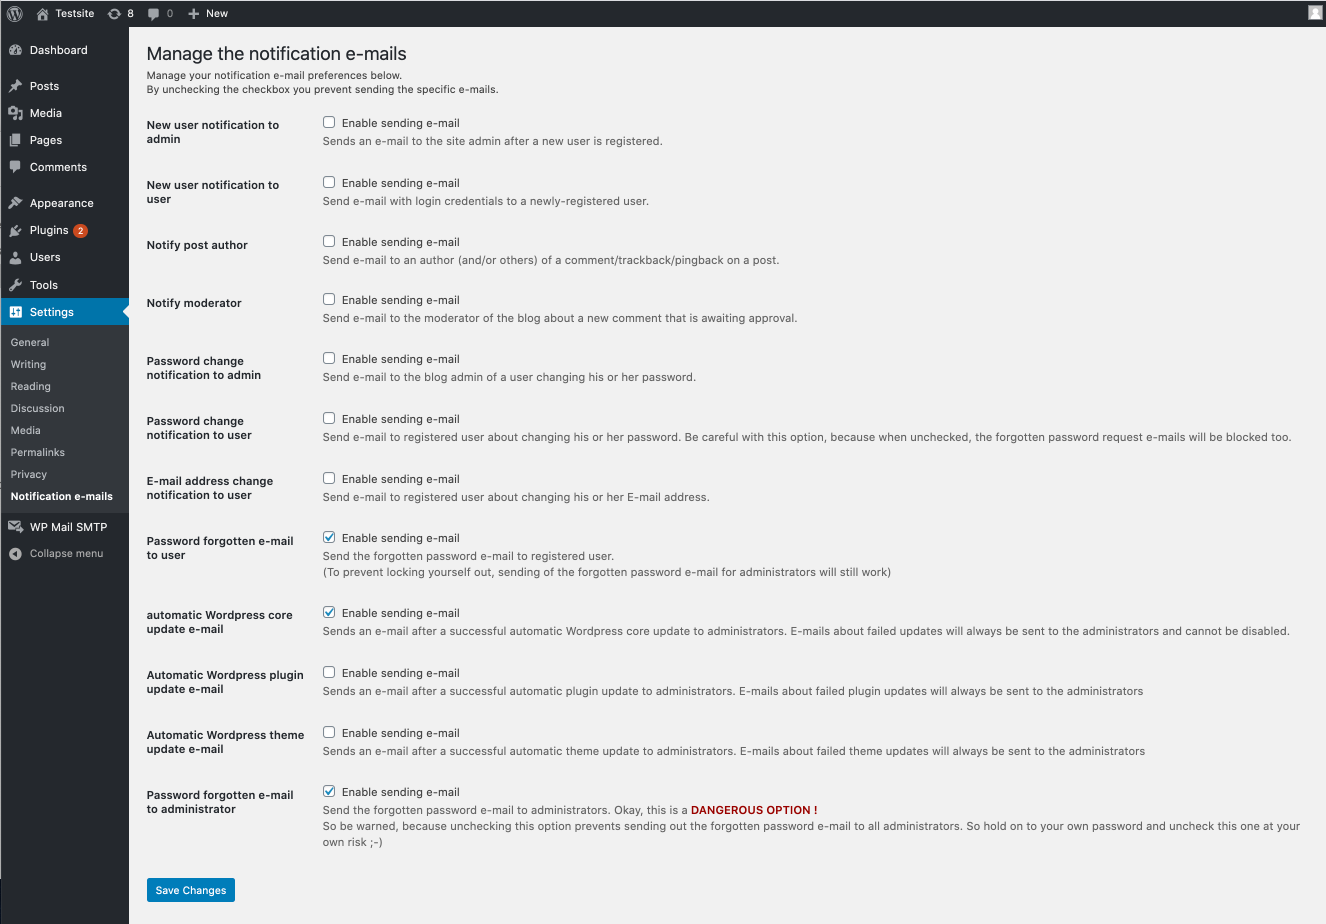 Testsite 8 0 New
Dashboard
Posts
Media
Pages
Comments
Appearance
Plugins 2
Users
Tools
Settings
General
Writing
Reading
Discussion
Media
Permalinks
Privacy
Notification e-mails
WP Mail SMTP
Collapse menu
Manage the notification e-mails
Manage your notification e-mail preferences below.
By unchecking the checkbox you prevent sending the specific e-mails.
New user notification to
admin
Enable sending e-mail
Sends an e-mail to the site admin after a new user is registered.
New user notification to
user
Enable sending e-mail
Send e-mail with login credentials to a newly-registered user.
Notify post author
Enable sending e-mail
Send e-mail to an author (and/or others) of a comment/trackback/pingback on a post.
Notify moderator
Enable sending e-mail
Send e-mail to the moderator of the blog about a new comment that is awaiting approval.
Password change
notification to admin
Enable sending e-mail
Send e-mail to the blog admin of a user changing his or her password.
Password change
notification to user
Enable sending e-mail
Send e-mail to registered user about changing his or her password. Be careful with this option, because when unchecked, the forgotten password request e-mails will be blocked too.
E-mail address change
notification to user
Enable sending e-mail
Send e-mail to registered user about changing his or her E-mail address.
Password forgotten e-mail
to user
Enable sending e-mail
Send the forgotten password e-mail to registered user.
(To prevent locking yourself out, sending of the forgotten password e-mail for administrators will still work)
automatic Wordpress core
update e-mail
Enable sending e-mail
Sends an e-mail after a successful automatic Wordpress core update to administrators. E-mails about failed updates will always be sent to the administrators and cannot be disabled.
Automatic Wordpress plugin
update e-mail
Enable sending e-mail
Sends an e-mail after a successful automatic plugin update to administrators. E-mails about failed plugin updates will always be sent to the administrators
Automatic Wordpress theme
update e-mail
Enable sending e-mail
Sends an e-mail after a successful automatic theme update to administrators. E-mails about failed theme updates will always be sent to the administrators
Password forgotten e-mail
to administrator
Enable sending e-mail
Send the forgotten password e-mail to administrators. Okay, this is a DANGEROUS OPTION !
So be warned, because unchecking this option prevents sending out the forgotten password e-mail to all administrators. So hold on to your own password and uncheck this one at your
own risk ;-)
Save Changes